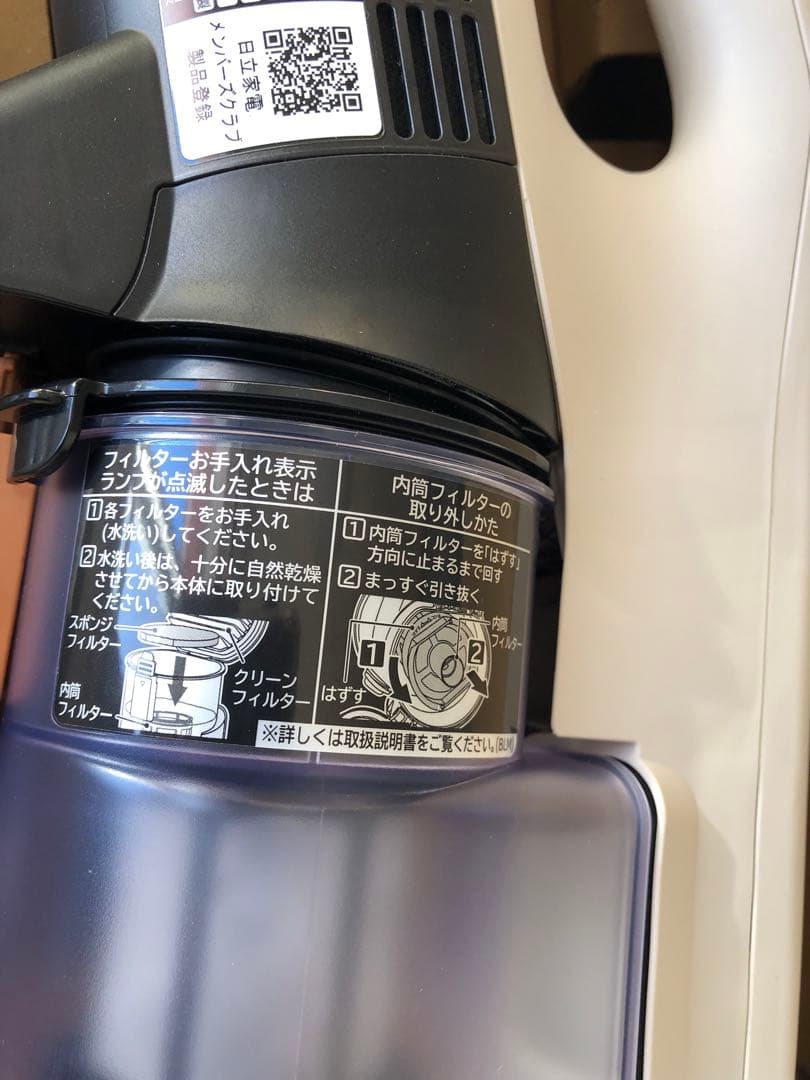 日立家電
メンバーズクラブ
製品登録
フィルターお手入れ表示
ランプが点滅したときは
1 各フィルターをお手入れ
(水洗い)してください。
2 水洗い後は、十分に自然乾燥
させてから本体に取り付けて
ください。
スポンジ
フィルター
クリーン
フィルター
内筒
フィルター
内筒フィルターの
取り外しかた
1 内筒フィルターを「はずす」
方向に止まるまで回す
2 まっすぐ引き抜く
内筒
フィルター
1
2
はずす
※詳しくは取扱説明書をご覧ください。(BLM)